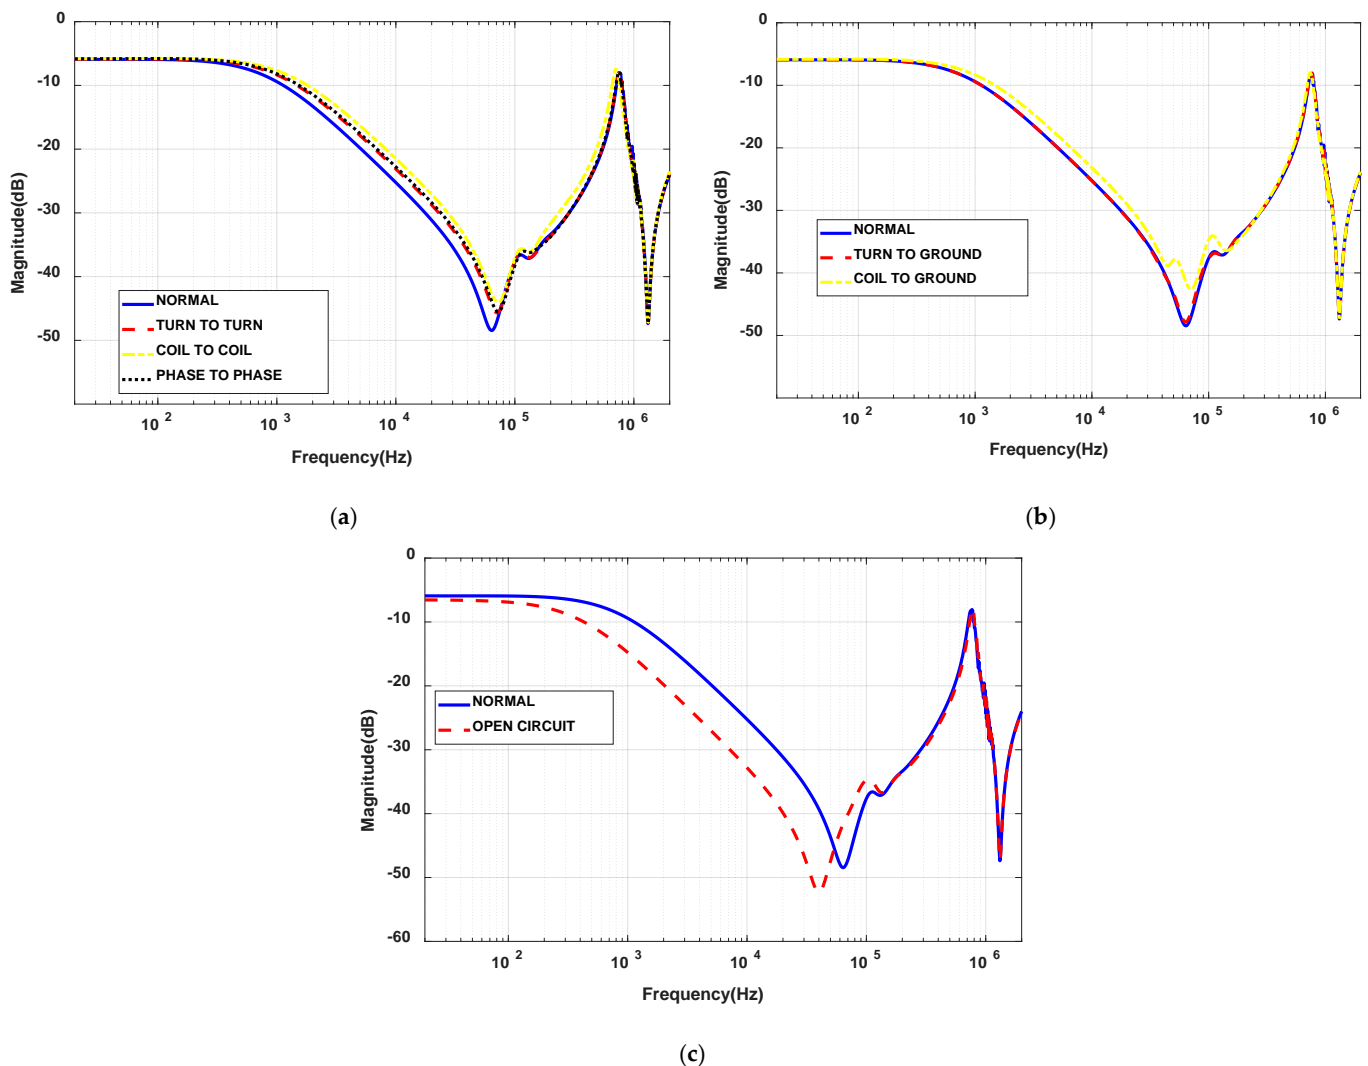 0
-10
-20
-30
-40
-50
Magnitude(dB)
NORMAL
TURN TO TURN
COIL TO COIL
PHASE TO PHASE
10 2
10 3
10 4
10 5
10 6
Frequency(Hz)
(a)
0
-10
-20
-30
-40
-50
Magnitude(dB)
NORMAL
TURN TO GROUND
COIL TO GROUND
10 2
10 3
10 4
10 5
10 6
Frequency(Hz)
(b)
0
-10
-20
-30
-40
-50
-60
Magnitude(dB)
NORMAL
OPEN CIRCUIT
10 2
10 3
10 4
10 5
10 6
Frequency(Hz)
(c)